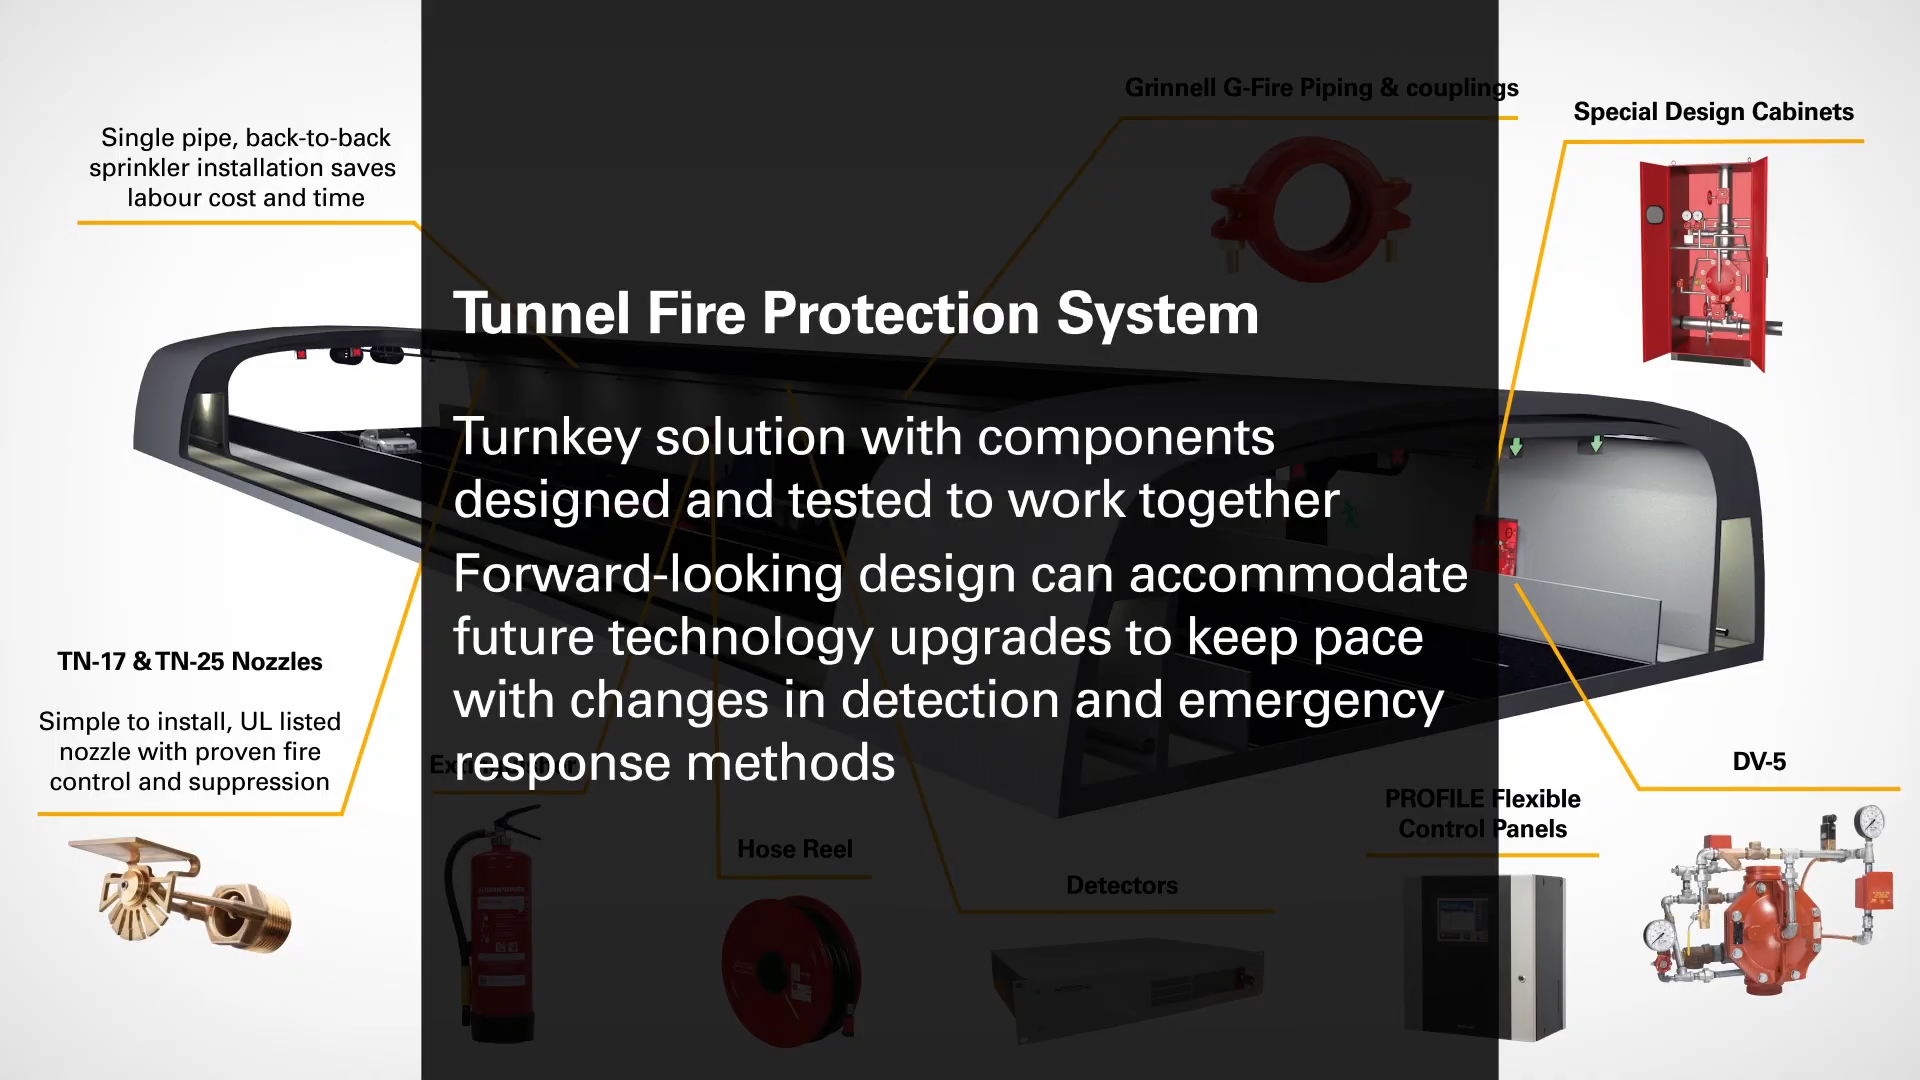 Grinnell G-Fire Piping & couplings
Special Design Cabinets
Single pipe, back-to-back
sprinkler installation saves
labour cost and time
Tunnel Fire Protection System
Turnkey solution with components
designed and tested to work together
Forward-looking design can accommodate
future technology upgrades to keep pace
with changes in detection and emergency
response methods
TN-17 & TN-25 Nozzles
Simple to install, UL listed
nozzle with proven fire
control and suppression
Hose Reel
Detectors
PROFILE Flexible
Control Panels
DV-5